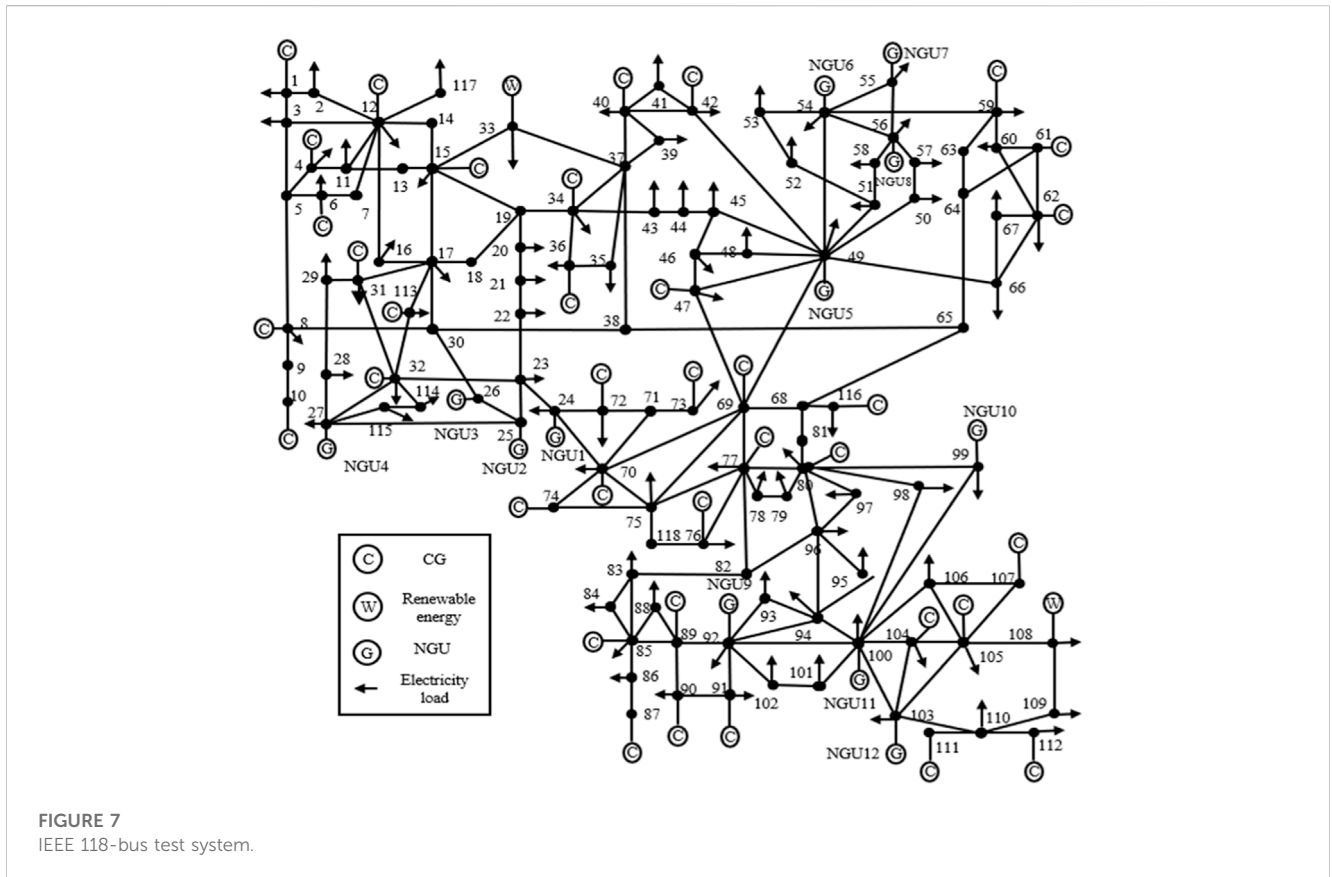 C
C
NGU6
G NGU7
C
1
2
12
C
117
W
C
41
C
55
3
14
33
40
42
54
59
53
56
60
61
C
4
C
11
13
15
C
37
39
52
58
G
NGU8
57
63
5
6
7
C
34
C
51
50
64
62
C
19
43
44
45
67
16
17
18
20
36
35
46
48
49
66
29
C
31
113
21
C
C
47
G
NGU5
C
22
C
8
30
38
65
9
28
C
32
23
C
C
C
10
114
G
26
24
72
71
73
69
68
116
C
NGU10
C
27
115
25
G
81
G
G
NGU3
G
NGU1
C
99
NGU4
NGU2
70
77
80
C
74
C
C
98
C
75
78
79
97
118
76
96
C
CG
82
83
NGU9
95
106
107
C
W
Renewable
energy
84
88
C
G
93
C
C
W
89
92
94
104
108
C
85
100
105
G
NGU
86
90
91
101
G
102
NGU11
109
Electricity
load
87
103
110
C
C
C
NGU12
G
111
112
C
C
FIGURE 7
IEEE 118-bus test system.